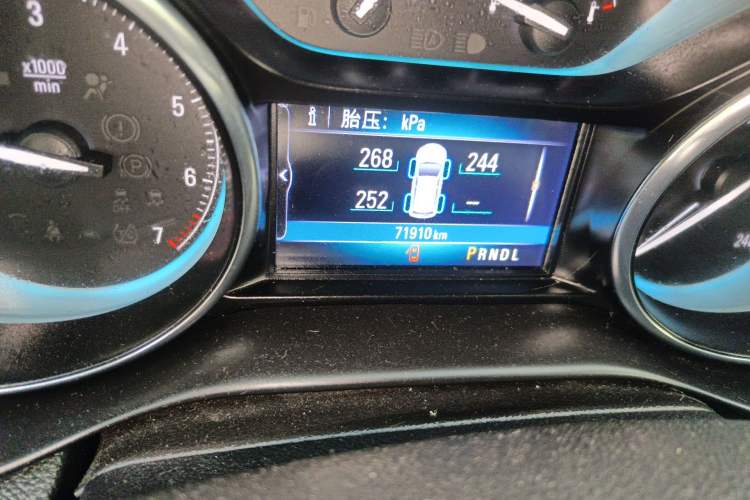 3
4
x1000
min
5
6
7
i 胎压: kPa
268 244
252 --
71910 km
PRNDL